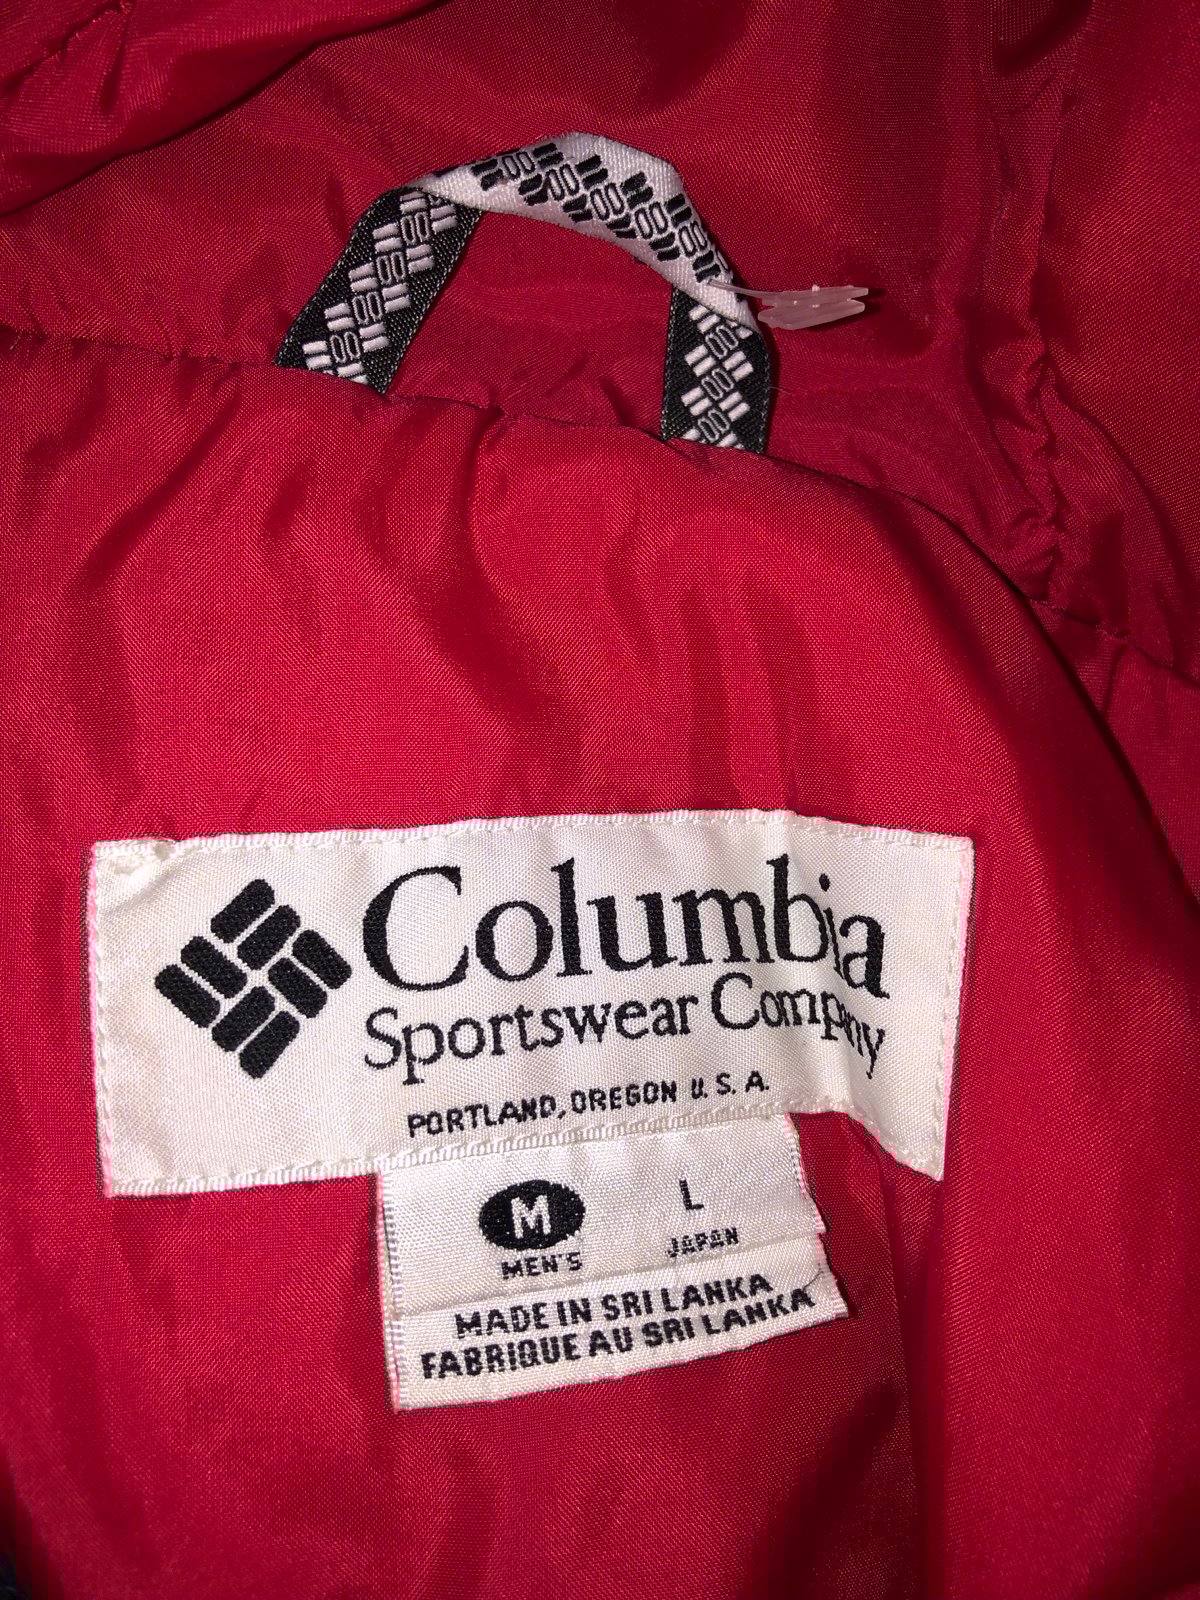 Columbia
Sportswear Company
PORTLAND, OREGON U. S. A.
M L
MEN'S JAPAN
MADE IN SRI LANKA
FABRIQUE AU SRI LANKA